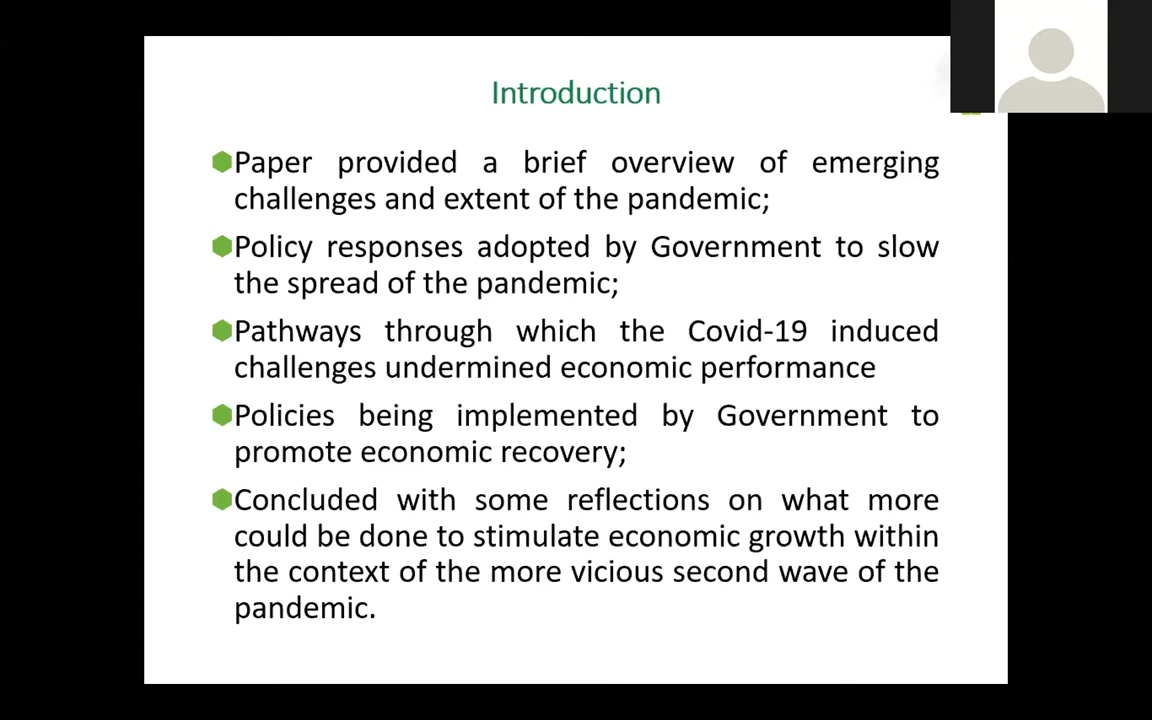 Introduction
Paper provided a brief overview of emerging
challenges and extent of the pandemic;
Policy responses adopted by Government to slow
the spread of the pandemic;
Pathways through which the Covid-19 induced
challenges undermined economic performance
Policies being implemented by Government to
promote economic recovery;
Concluded with some reflections on what more
could be done to stimulate economic growth within
the context of the more vicious second wave of the
pandemic.